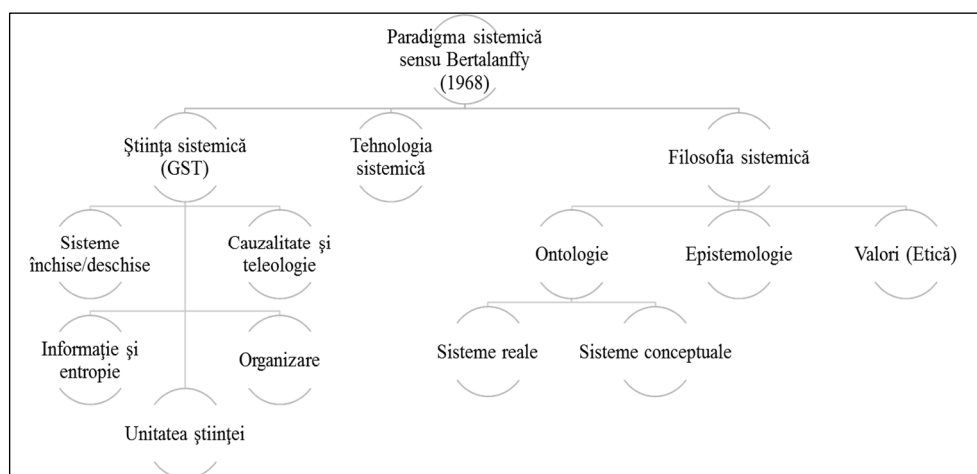 Paradigma sistemică
sensu Bertalanffy
(1968)
Ştiinţa sistemică
(GST)
Tehnologia
sistemică
Filosofia sistemică
Sisteme
închise/deschise
Cauzalitate şi
teleologie
Ontologie
Epistemologie
Valori (Etică)
Informaţie şi
entropie
Organizare
Sisteme reale
Sisteme conceptuale
Unitatea ştiinţei